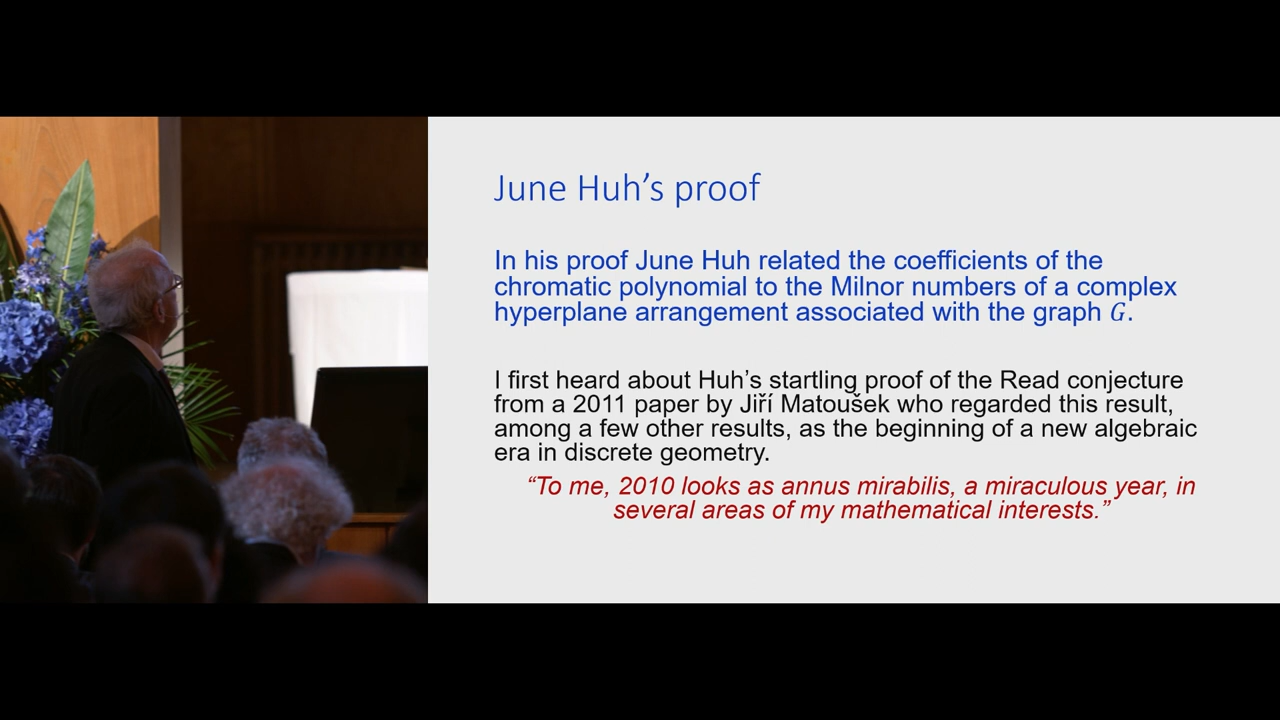 June Huh’s proof
In his proof June Huh related the coefficients of the
chromatic polynomial to the Milnor numbers of a complex
hyperplane arrangement associated with the graph G.
I first heard about Huh’s startling proof of the Read conjecture
from a 2011 paper by Jiří Matoušek who regarded this result,
among a few other results, as the beginning of a new algebraic
era in discrete geometry.
“To me, 2010 looks as annus mirabilis, a miraculous year, in
several areas of my mathematical interests.”